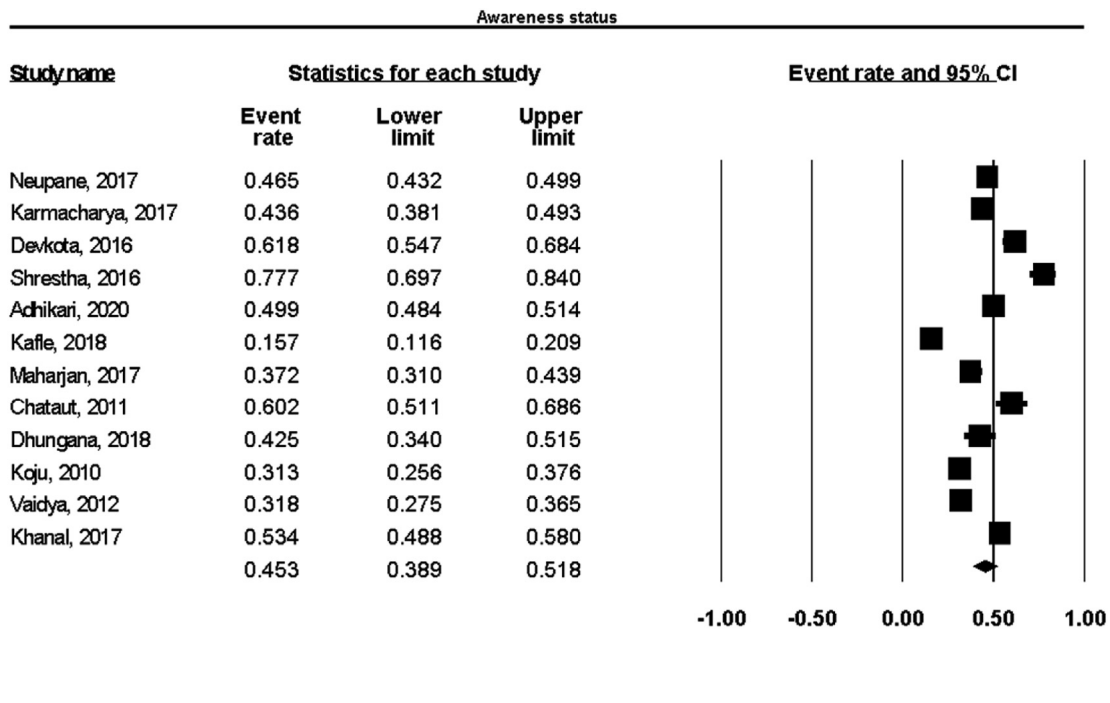 Awareness status
Study name Statistics for each study Event rate and 95% CI
Event rate Lower limit Upper limit
Neupane, 2017 0.465 0.432 0.499
Karmacharya, 2017 0.436 0.381 0.493
Devkota, 2016 0.618 0.547 0.684
Shrestha, 2016 0.777 0.697 0.840
Adhikari, 2020 0.499 0.484 0.514
Kafle, 2018 0.157 0.116 0.209
Maharjan, 2017 0.372 0.310 0.439
Chataut, 2011 0.602 0.511 0.686
Dhungana, 2018 0.425 0.340 0.515
Koju, 2010 0.313 0.256 0.376
Vaidya, 2012 0.318 0.275 0.365
Khanal, 2017 0.534 0.488 0.580
0.453 0.389 0.518
-1.00 -0.50 0.00 0.50 1.00